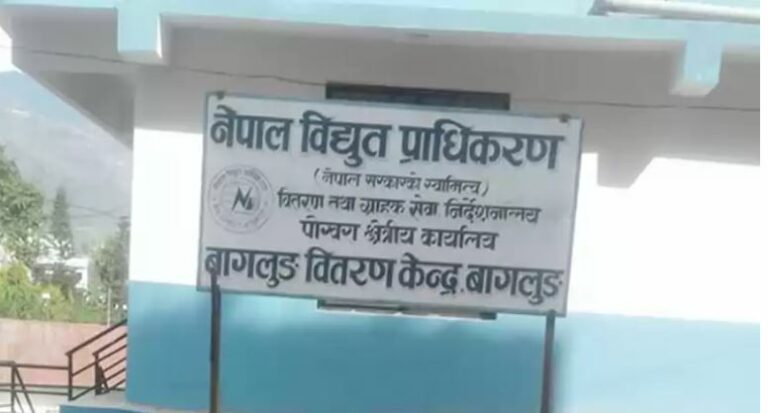 नेपाल विद्युत प्राधिकरण
(नेपाल सरकारको स्वामित्व)
वितरण तथा ग्राहक सेवा निर्देशनालय
पोखरा क्षेत्रीय कार्यालय
बागलुङ वितरण केन्द्र, बागलुङ